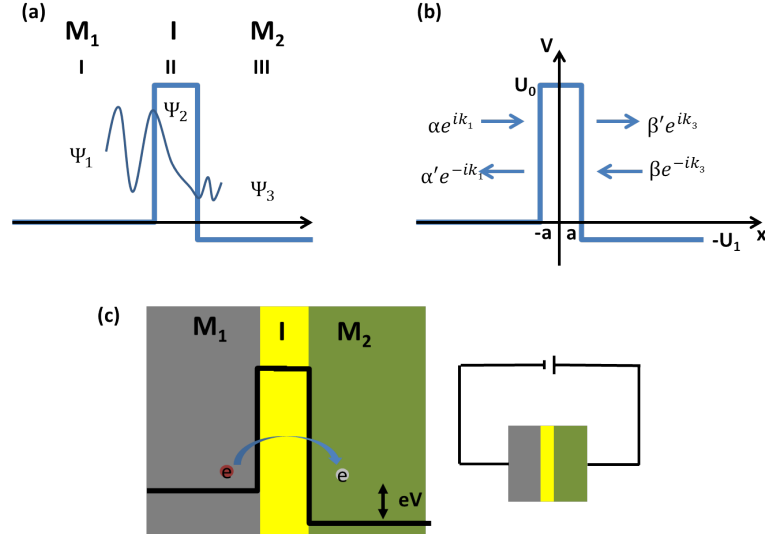 (a)
M₁ I M₂
I II III
Ψ₁
Ψ₂
Ψ₃
(b)
V
U₀
αe^{ik₁}
α′e^{-ik₁}
β′e^{ik₃}
βe^{-ik₃}
-a a
-U₁
x
(c)
M₁ I M₂
e
e
eV